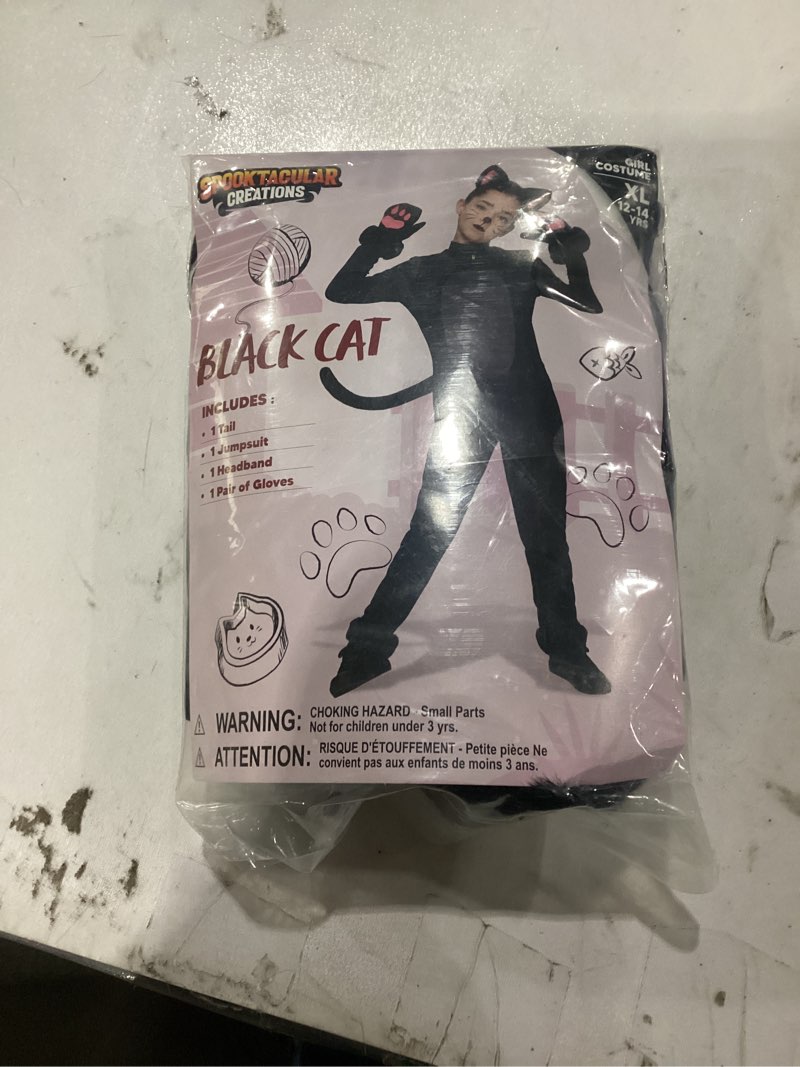 SPOOKTACULAR
CREATIONS
GIRL
COSTUME
XL
12-14
YRS
BLACK CAT
INCLUDES :
• 1 Tail
• 1 Jumpsuit
• 1 Headband
• 1 Pair of Gloves
WARNING: CHOKING HAZARD - Small Parts
Not for children under 3 yrs.
ATTENTION: RISQUE D'ÉTOUFFEMENT - Petite pièce Ne
convient pas aux enfants de moins 3 ans.